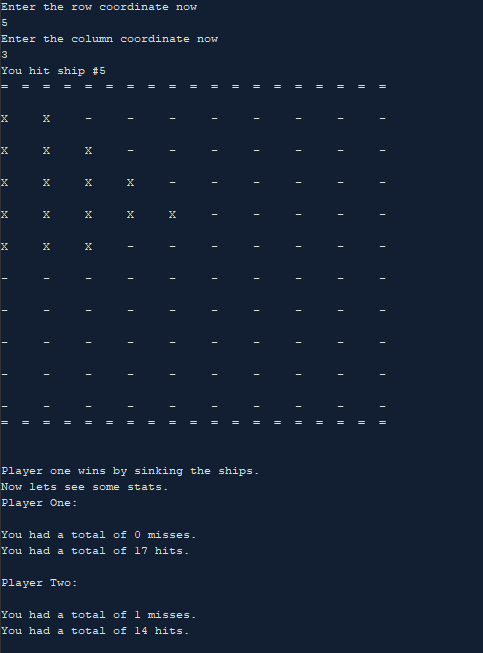 Enter the row coordinate now
5
Enter the column coordinate now
3
You hit ship #5
= = = = = = = = = = = = = = = = = = =
X X - - - - - - - -
X X X - - - - - - -
X X X X - - - - - -
X X X X X - - - - -
X X X - - - - - - -
- - - - - - - - - -
- - - - - - - - - -
- - - - - - - - - -
- - - - - - - - - -
- - - - - - - - - -
= = = = = = = = = = = = = = = = = = =
Player one wins by sinking the ships.
Now lets see some stats.
Player One:
You had a total of 0 misses.
You had a total of 17 hits.
Player Two:
You had a total of 1 misses.
You had a total of 14 hits.